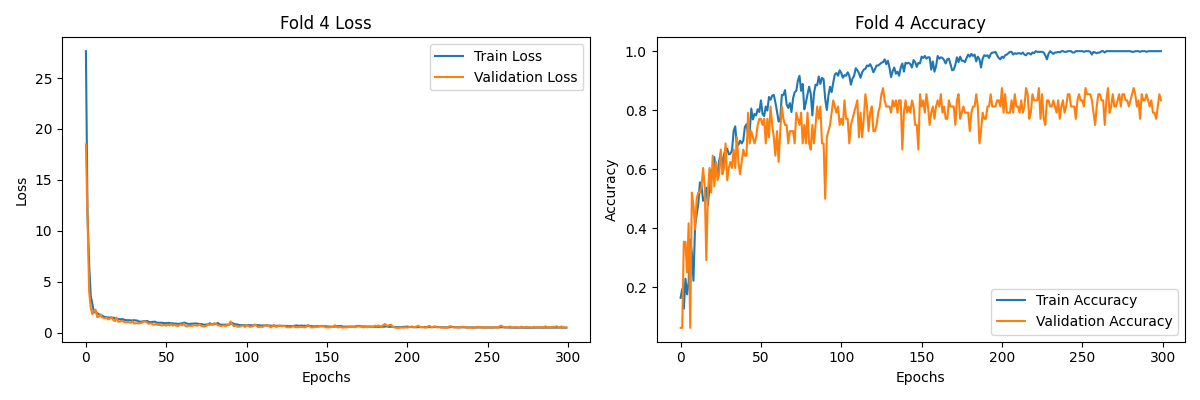 Fold 4 Loss
Train Loss
Validation Loss
25
20
15
10
5
0
Loss
0 50 100 150 200 250 300
Epochs
Fold 4 Accuracy
1.0
0.8
0.6
0.4
0.2
Accuracy
Train Accuracy
Validation Accuracy
0 50 100 150 200 250 300
Epochs